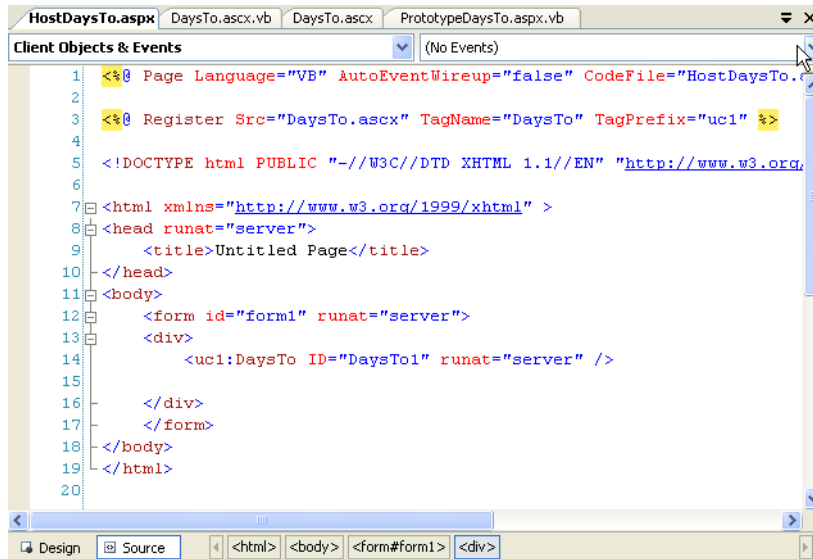 HostDaysTo.aspx DaysTo.ascx.vb DaysTo.ascx PrototypeDaysTo.aspx.vb
Client Objects & Events (No Events)
1 <%@ Page Language="VB" AutoEventWireup="false" CodeFile="HostDaysTo.
2
3 <%@ Register Src="DaysTo.ascx" TagName="DaysTo" TagPrefix="uc1" %>
4
5 <!DOCTYPE html PUBLIC "-//W3C//DTD XHTML 1.1//EN" "http://www.w3.org/
6
7 <html xmlns="http://www.w3.org/1999/xhtml" >
8 <head runat="server">
9 <title>Untitled Page</title>
10 </head>
11 <body>
12 <form id="form1" runat="server">
13 <div>
14 <uc1:DaysTo ID="DaysTo1" runat="server" />
15
16 </div>
17 </form>
18 </body>
19 </html>
20
Design Source <html> <body> <form#form1> <div>